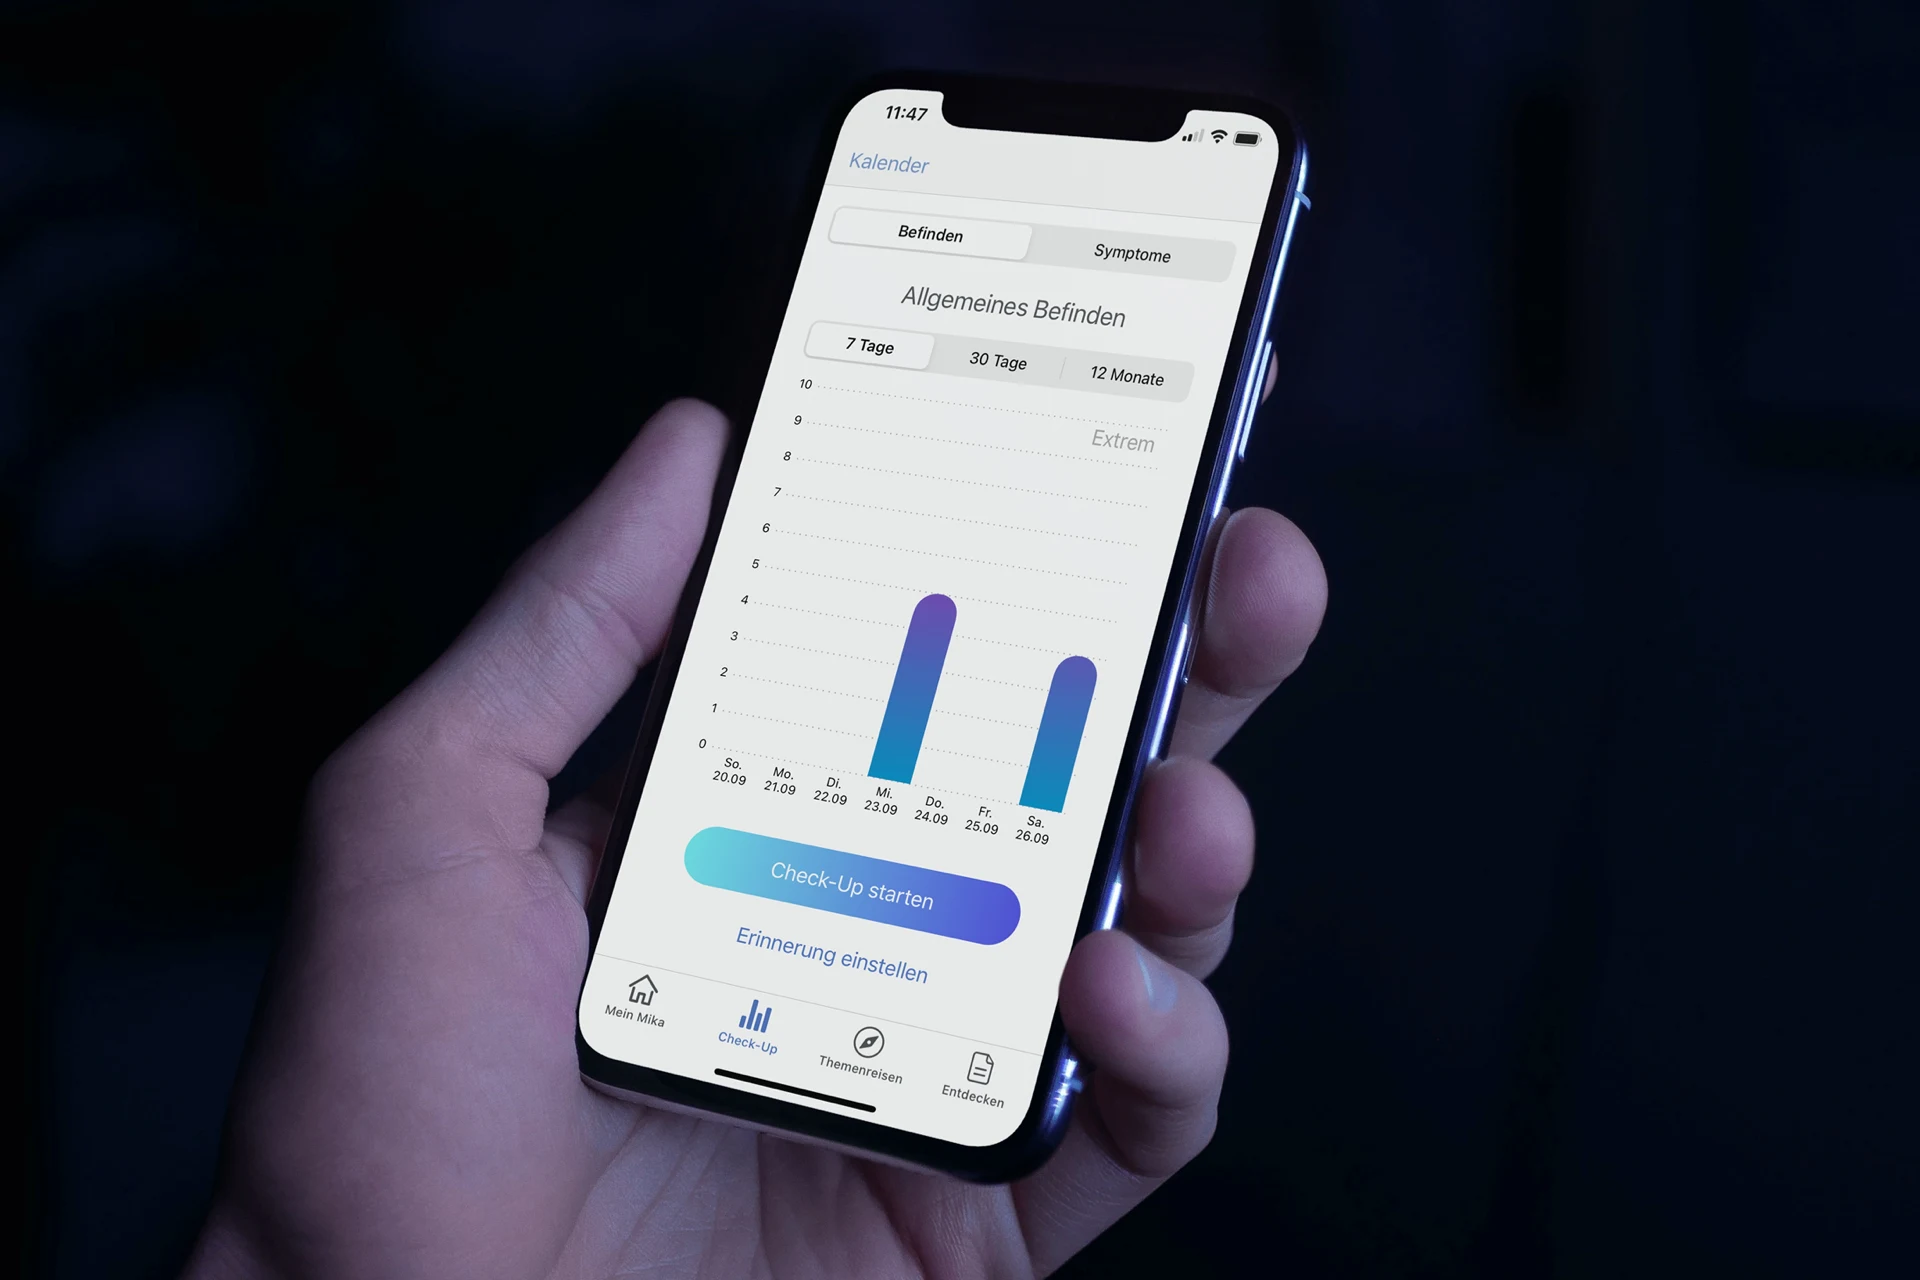 11:47
Kalender
Befinden Symptome
Allgemeines Befinden
7 Tage 30 Tage 12 Monate
10
Extrem
9
8
7
6
5
4
3
2
1
0
So. Mo. Di. Mi. Do. Fr. Sa.
20.09 21.09 22.09 23.09 24.09 25.09 26.09
Check-Up starten
Erinnerung einstellen
Mein Mika Check-Up Themenreisen Entdecken